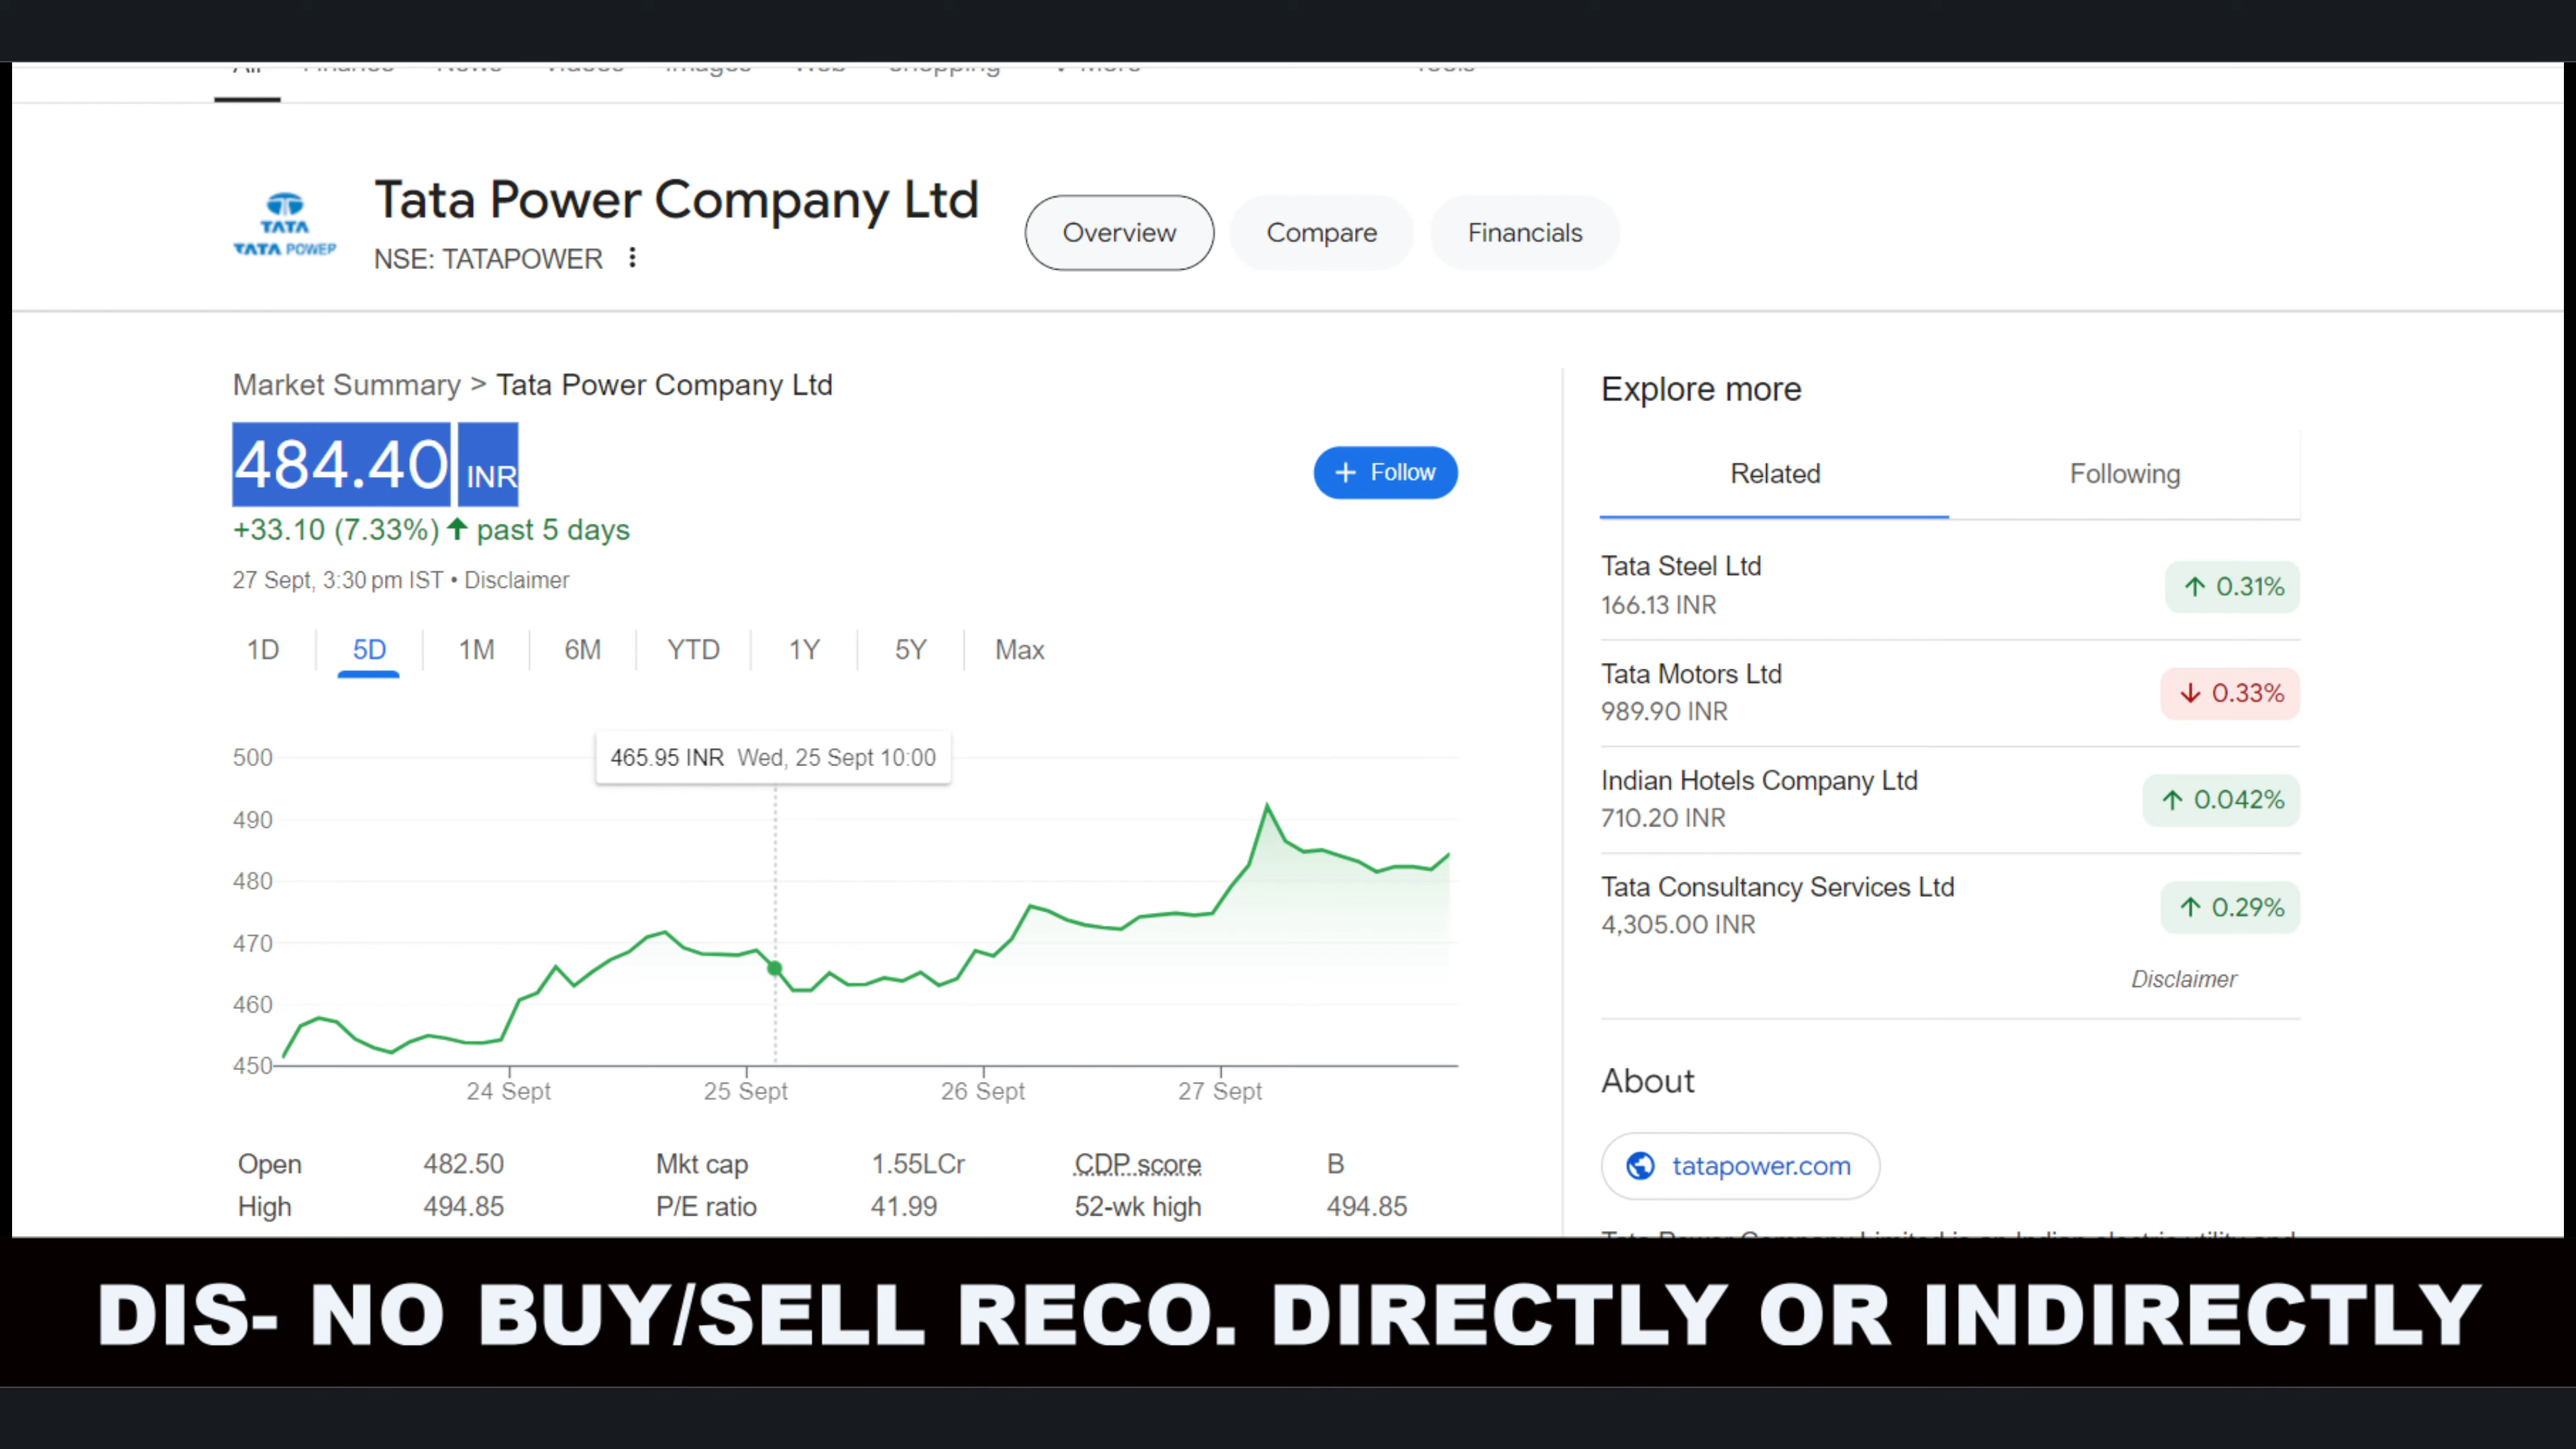 Tata Power Company Ltd
NSE: TATAPOWER
TATA
TATA POWER
Overview
Compare
Financials
Market Summary > Tata Power Company Ltd
484.40 INR
+ Follow
+33.10 (7.33%) ↑ past 5 days
27 Sept, 3:30 pm IST • Disclaimer
1D 5D 1M 6M YTD 1Y 5Y Max
465.95 INR Wed, 25 Sept 10:00
500
490
480
470
460
450
24 Sept 25 Sept 26 Sept 27 Sept
Open 482.50 Mkt cap 1.55LCr CDP score B
High 494.85 P/E ratio 41.99 52-wk high 494.85
Explore more
Related Following
Tata Steel Ltd
166.13 INR
↑ 0.31%
Tata Motors Ltd
989.90 INR
↓ 0.33%
Indian Hotels Company Ltd
710.20 INR
↑ 0.042%
Tata Consultancy Services Ltd
4,305.00 INR
↑ 0.29%
Disclaimer
About
tatapower.com
DIS- NO BUY/SELL RECO. DIRECTLY OR INDIRECTLY